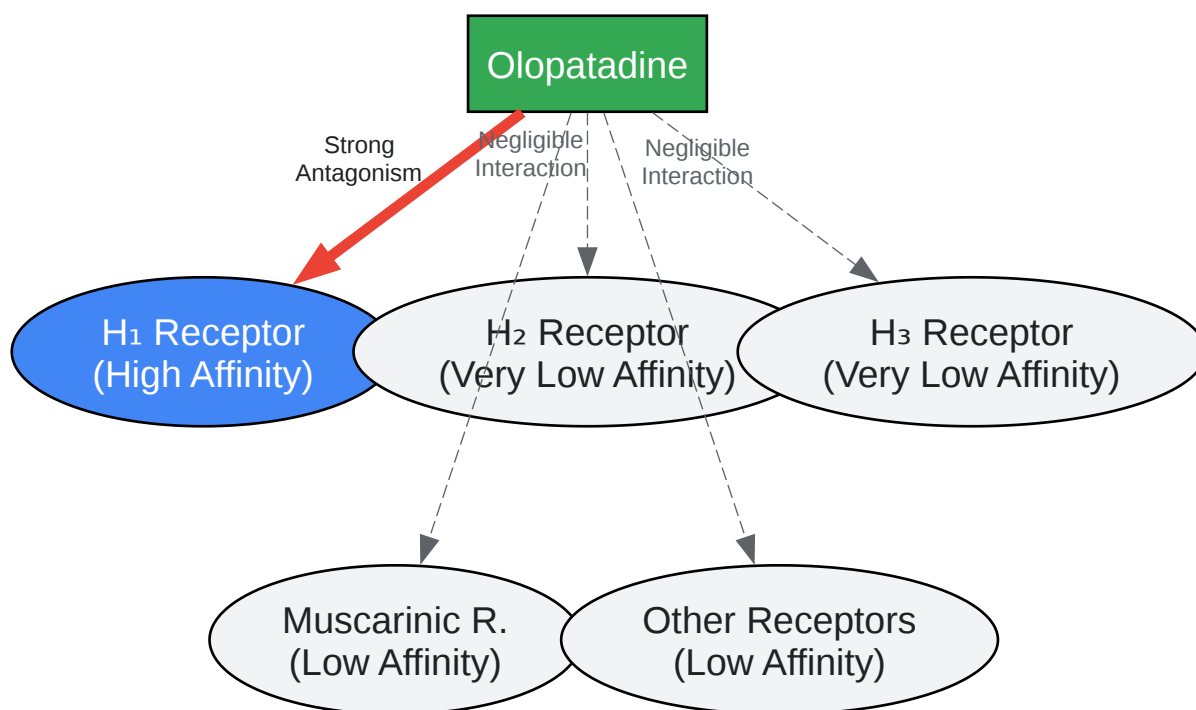 Olopatadine
Strong
Antagonism
Negligible
Interaction
Negligible
Interaction
H₁ Receptor
(High Affinity)
H₂ Receptor
(Very Low Affinity)
H₃ Receptor
(Very Low Affinity)
Muscarinic R.
(Low Affinity)
Other Receptors
(Low Affinity)